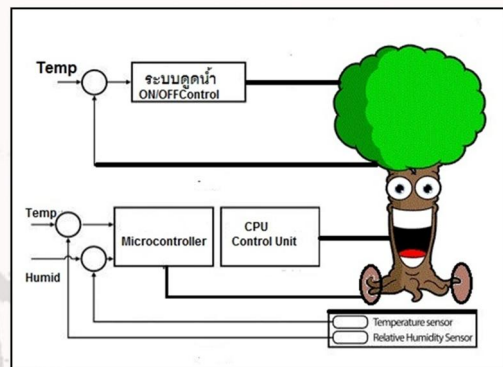 Temp
ระบบดูดน้ำ
ON/OFFControl
Temp
Microcontroller
CPU
Control Unit
Humid
Temperature sensor
Relative Humidity Sensor